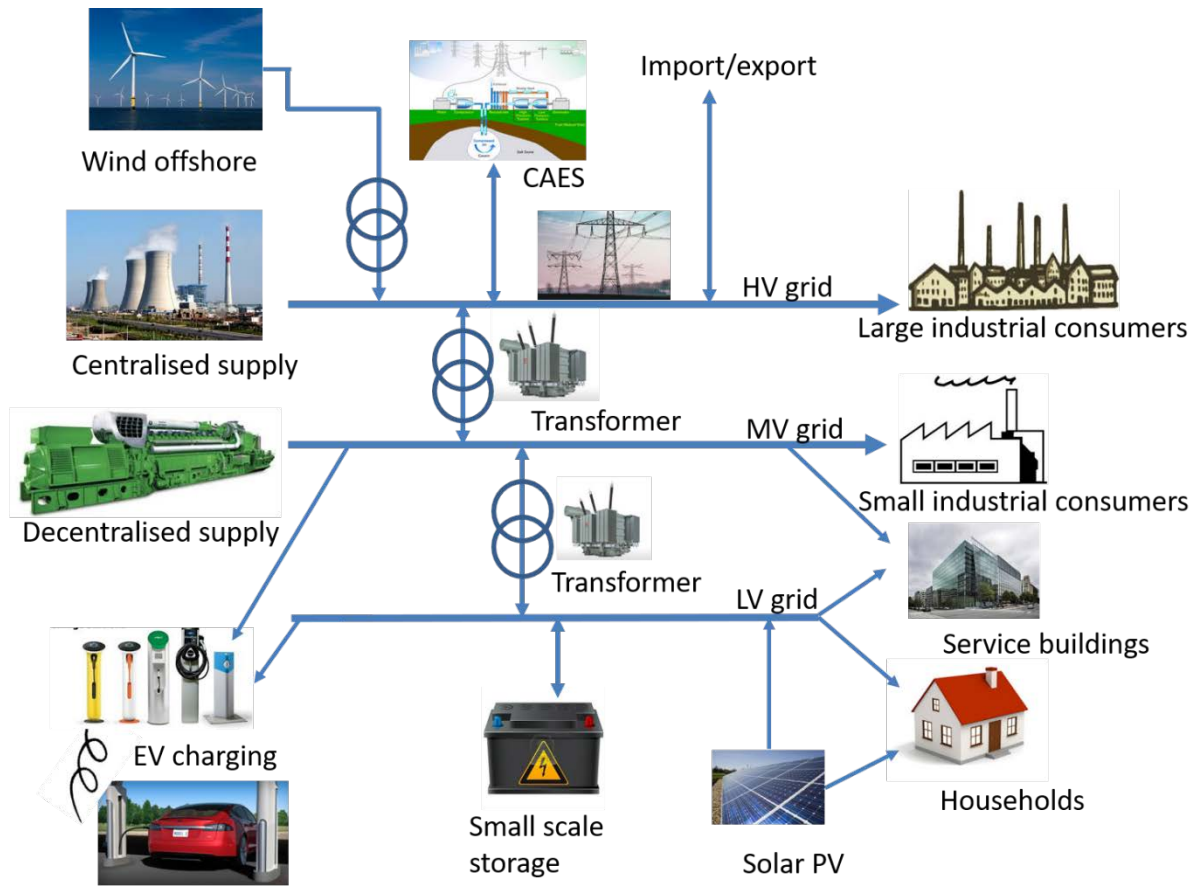 Wind offshore
CAES
Import/export
Centralised supply
HV grid
Large industrial consumers
Transformer
MV grid
Decentralised supply
Small industrial consumers
Transformer
LV grid
Service buildings
EV charging
Small scale
storage
Solar PV
Households